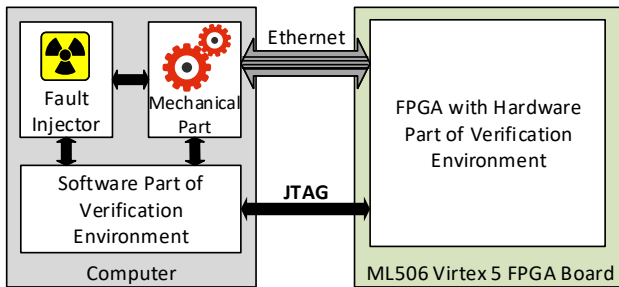 Ethernet
Fault
Injector
Mechanical
Part
FPGA with Hardware
Part of Verification
Environment
Software Part of
Verification
Environment
JTAG
Computer
ML506 Virtex 5 FPGA Board